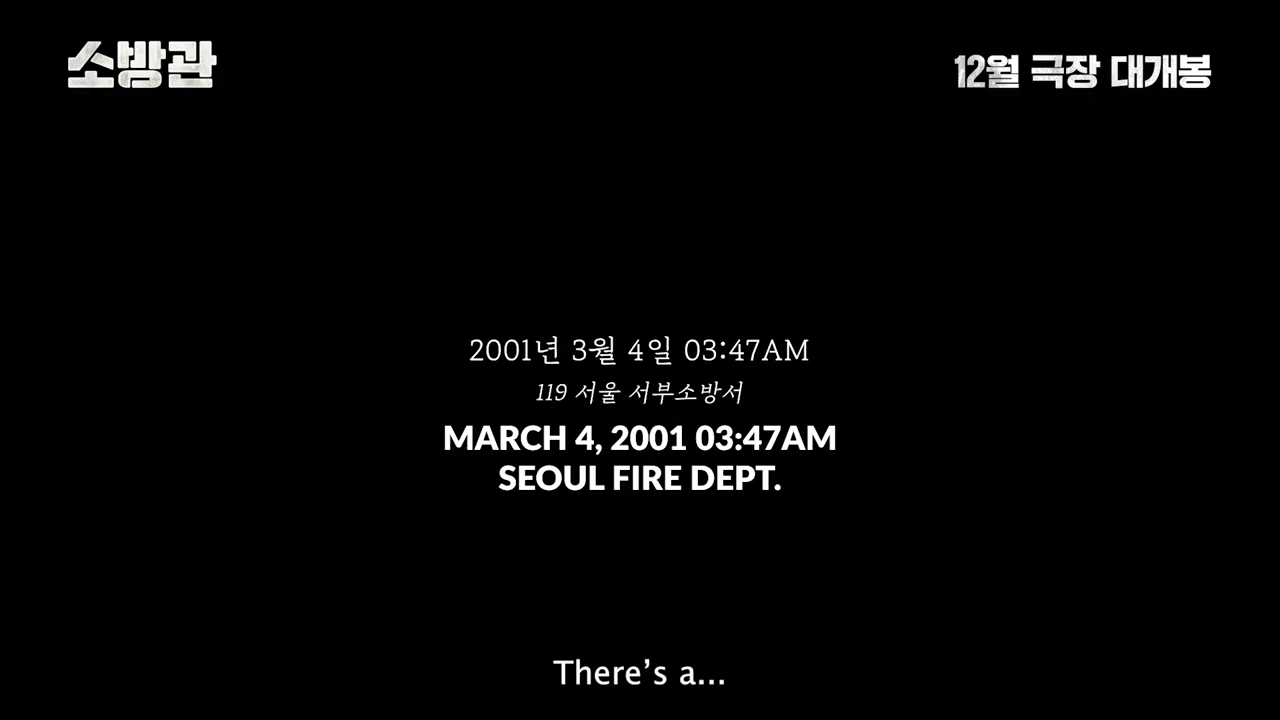 소방관
12월 극장 대개봉
2001년 3월 4일 03:47AM
119 서울 서부소방서
MARCH 4, 2001 03:47AM
SEOUL FIRE DEPT.
There’s a...